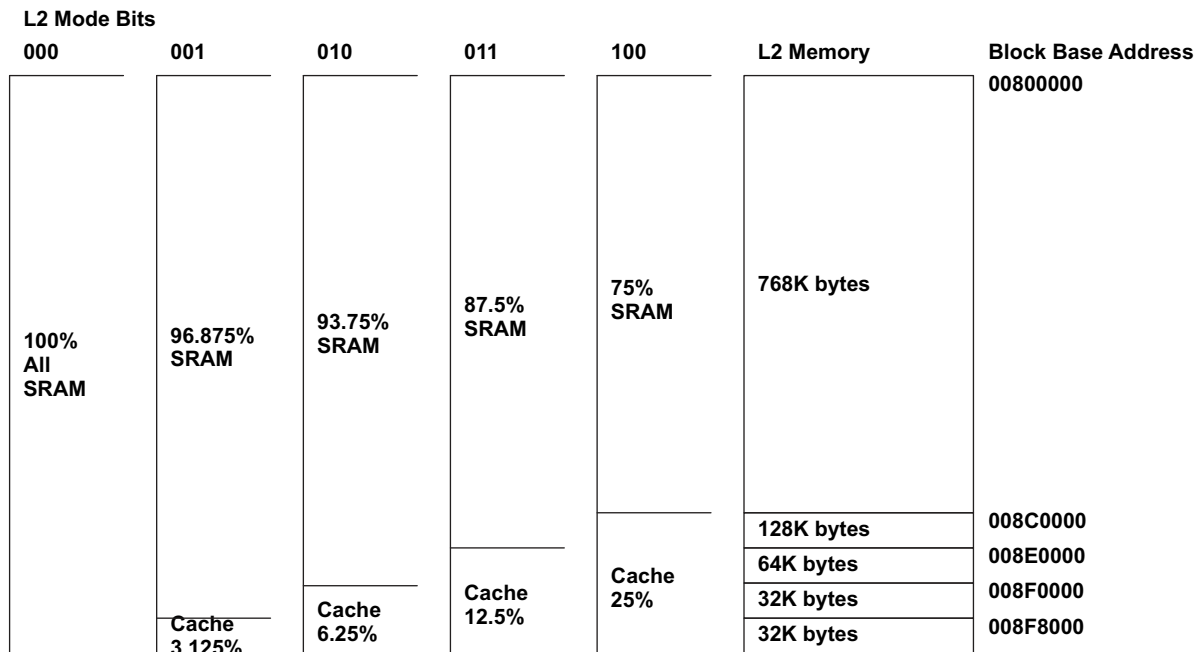 L2 Mode Bits
000 001 010 011 100 L2 Memory Block Base Address
00800000
768K bytes
75%
SRAM
87.5%
SRAM
93.75%
SRAM
96.875%
SRAM
100%
All
SRAM
008C0000
128K bytes
008E0000
64K bytes
Cache
25%
008F0000
32K bytes
Cache
12.5%
Cache
6.25%
Cache
3.125%
008F8000
32K bytes